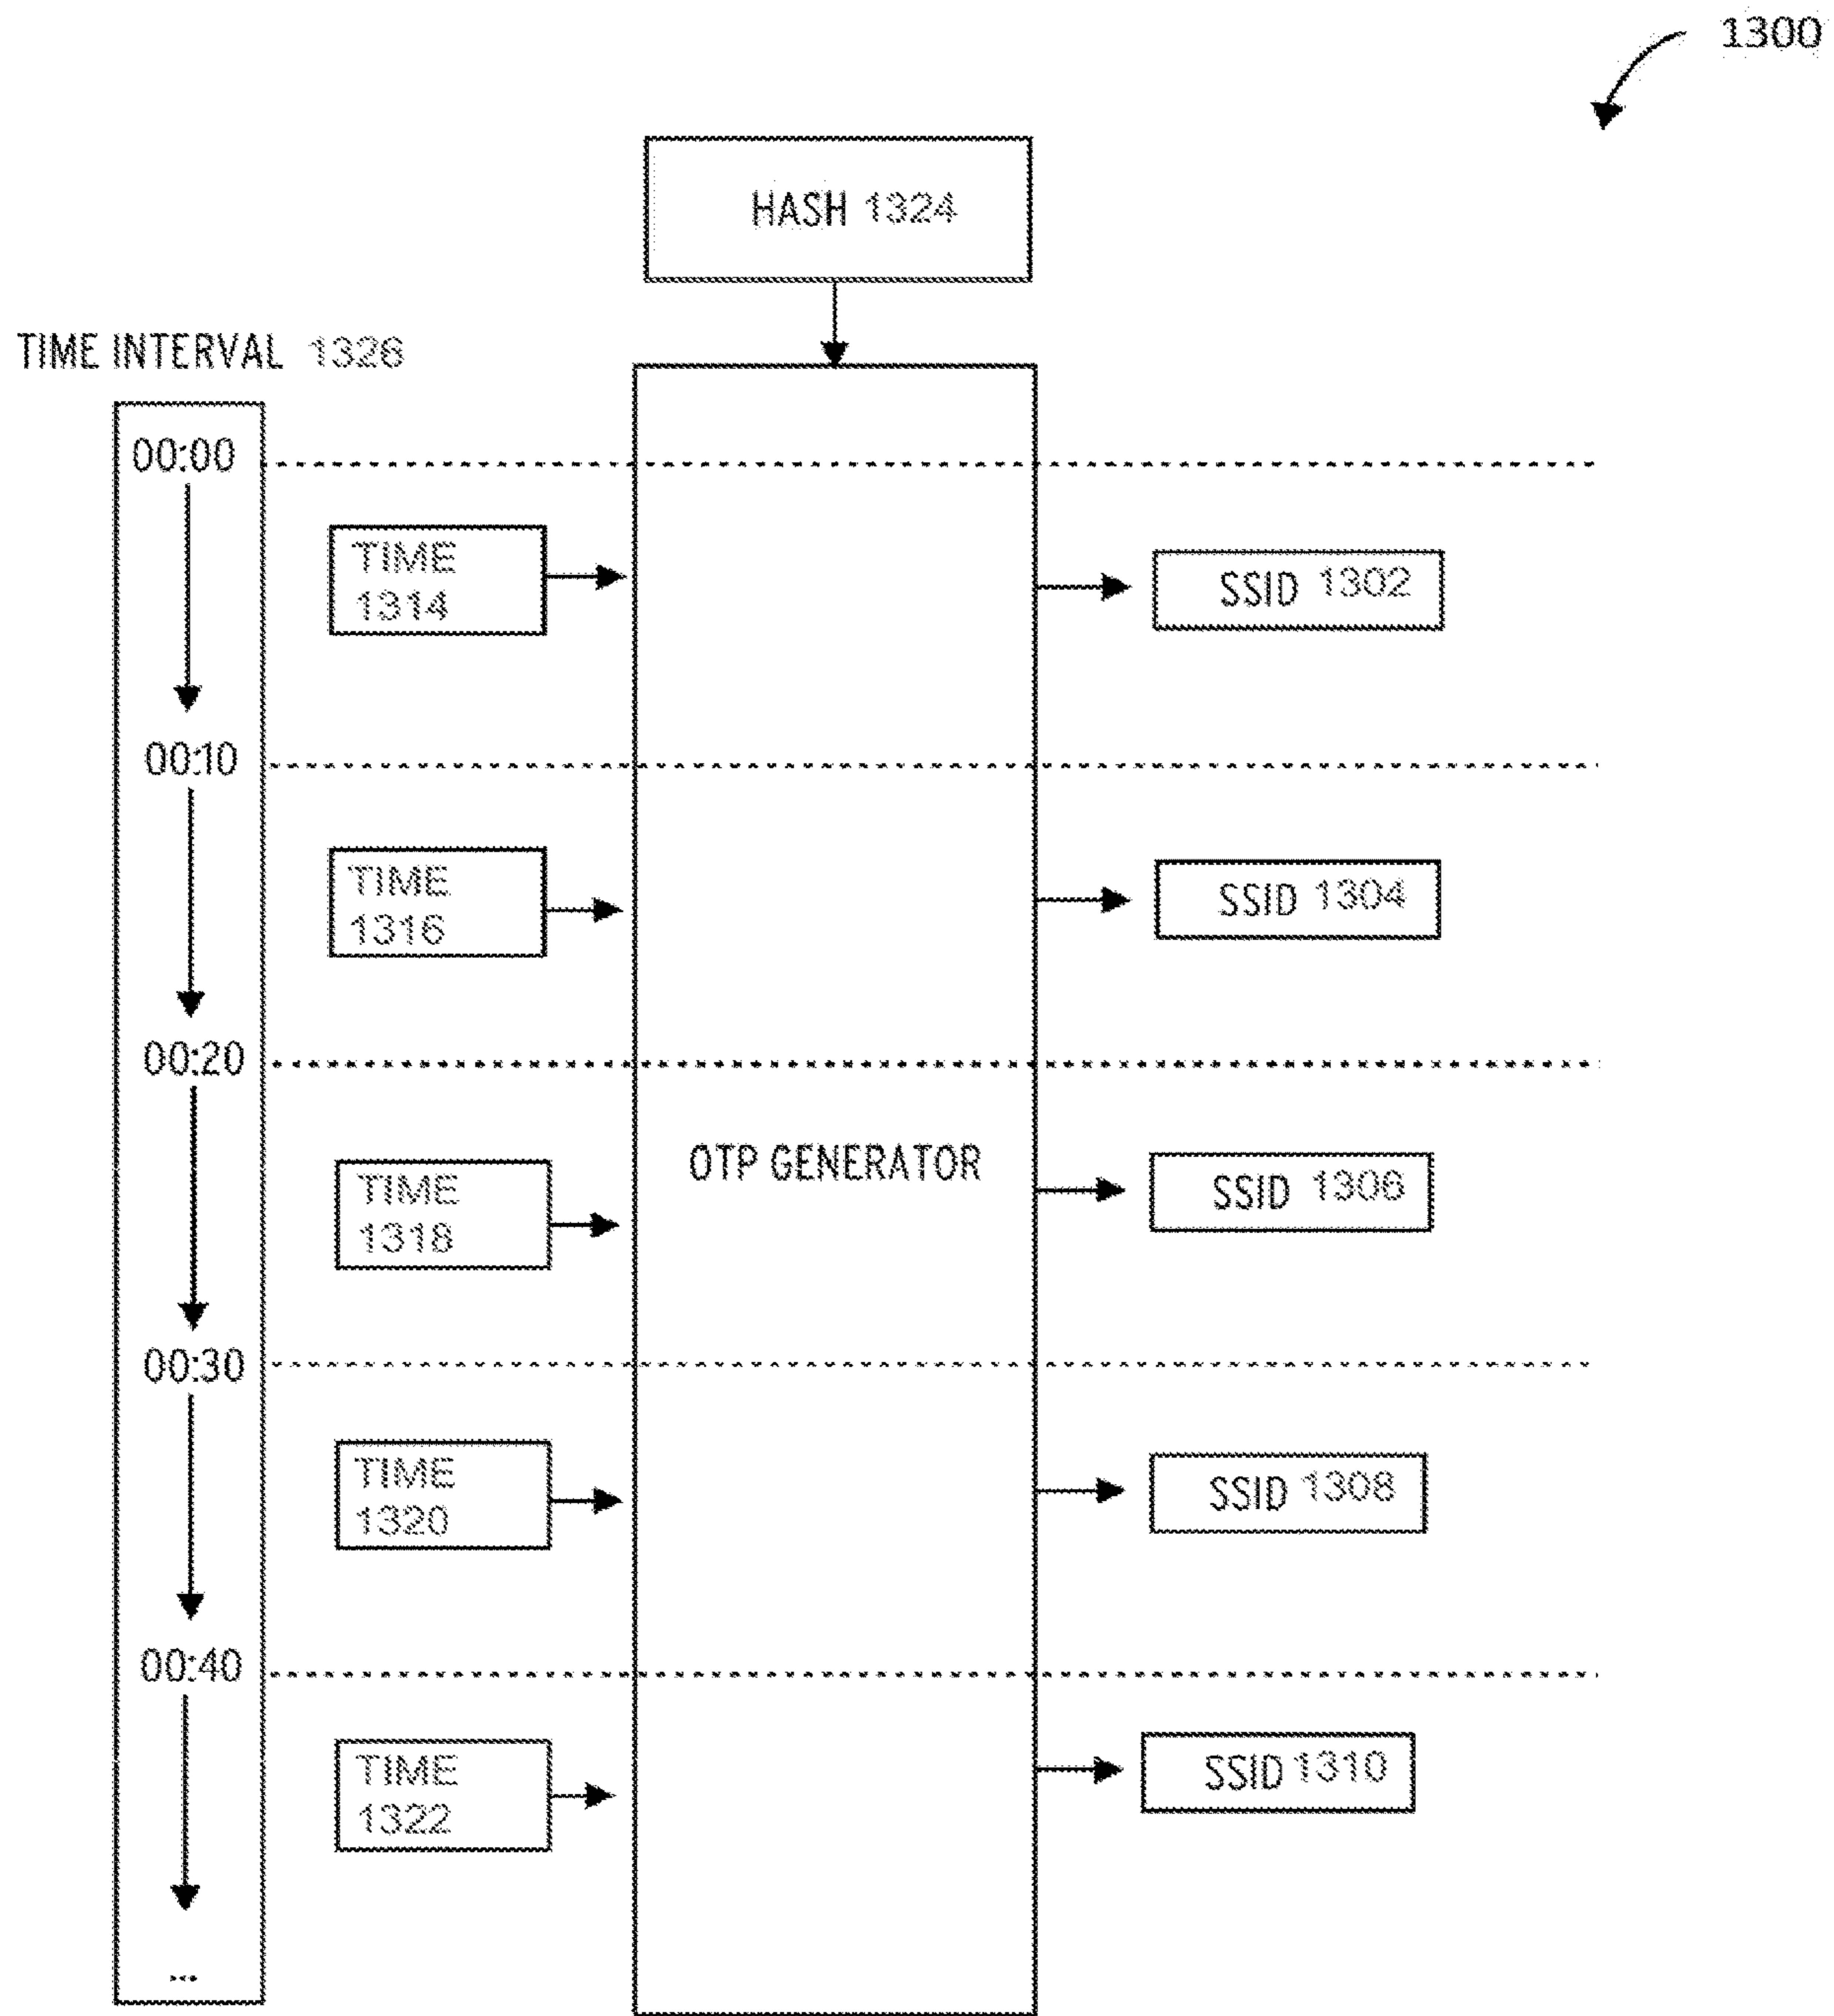 1300
HASH 1324
TIME INTERVAL 1326
00:00
TIME
1314
SSID 1302
00:10
TIME
1316
SSID 1304
00:20
OTP GENERATOR
TIME
1318
SSID 1306
00:30
TIME
1320
SSID 1308
00:40
TIME
1322
SSID 1310
...